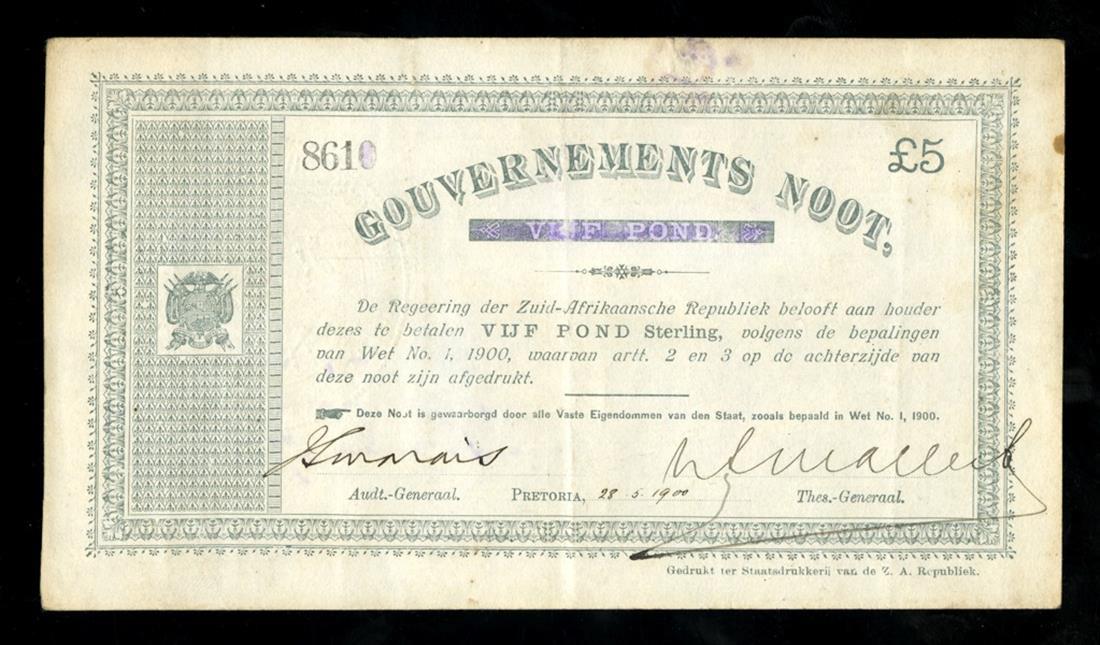 8610
£5
GOUVERNEMENTS NOOT,
VIJF POND
De Regeering der Zuid-Afrikaansche Republiek belooft aan houder
dezes te betalen VIJF POND Sterling, volgens de bepalingen
van Wet No. 1, 1900, waarvan artt. 2 en 3 op de achterzijde van
deze noot zijn afgedrukt.
Deze Noot is gewaarborgd door alle Vaste Eigendommen van den Staat, zooals bepaald in Wet No. 1, 1900.
Audt.-Generaal. PRETORIA, 28.5.1900 Thes.-Generaal.
Gedrukt ter Staatsdrukkerij van de Z. A. Republiek.